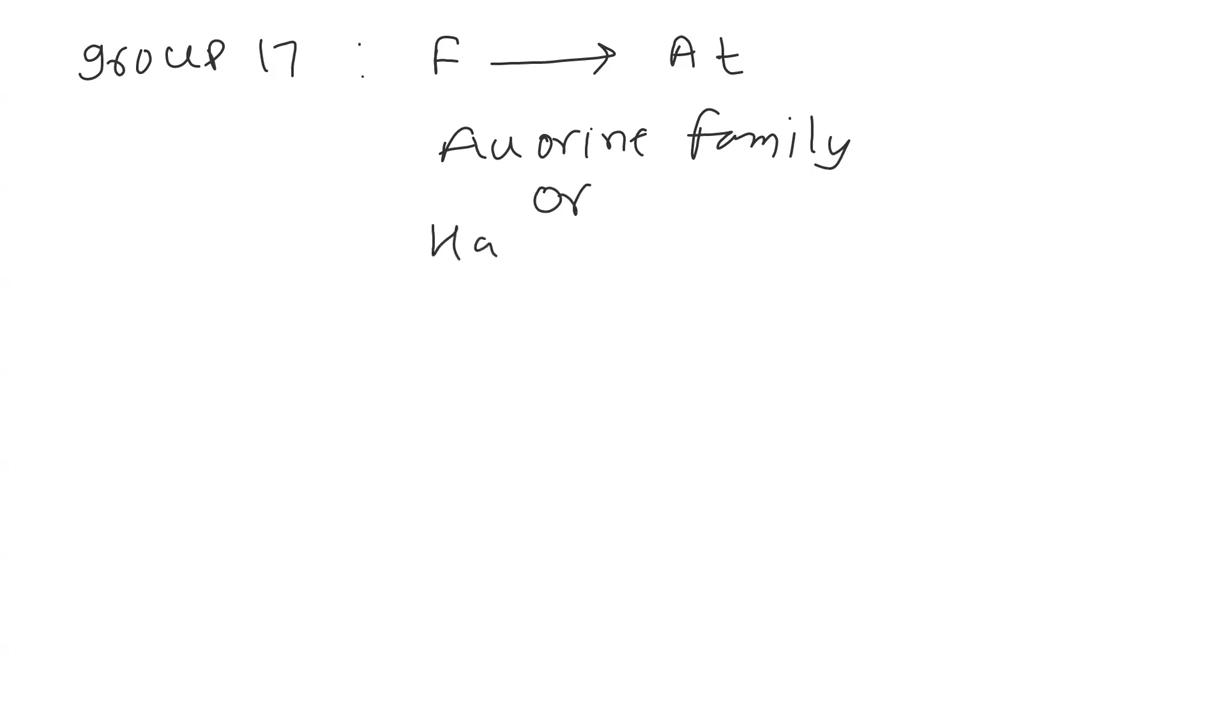 group 17 : F ⟶ At
Fluorine family
or
Ha